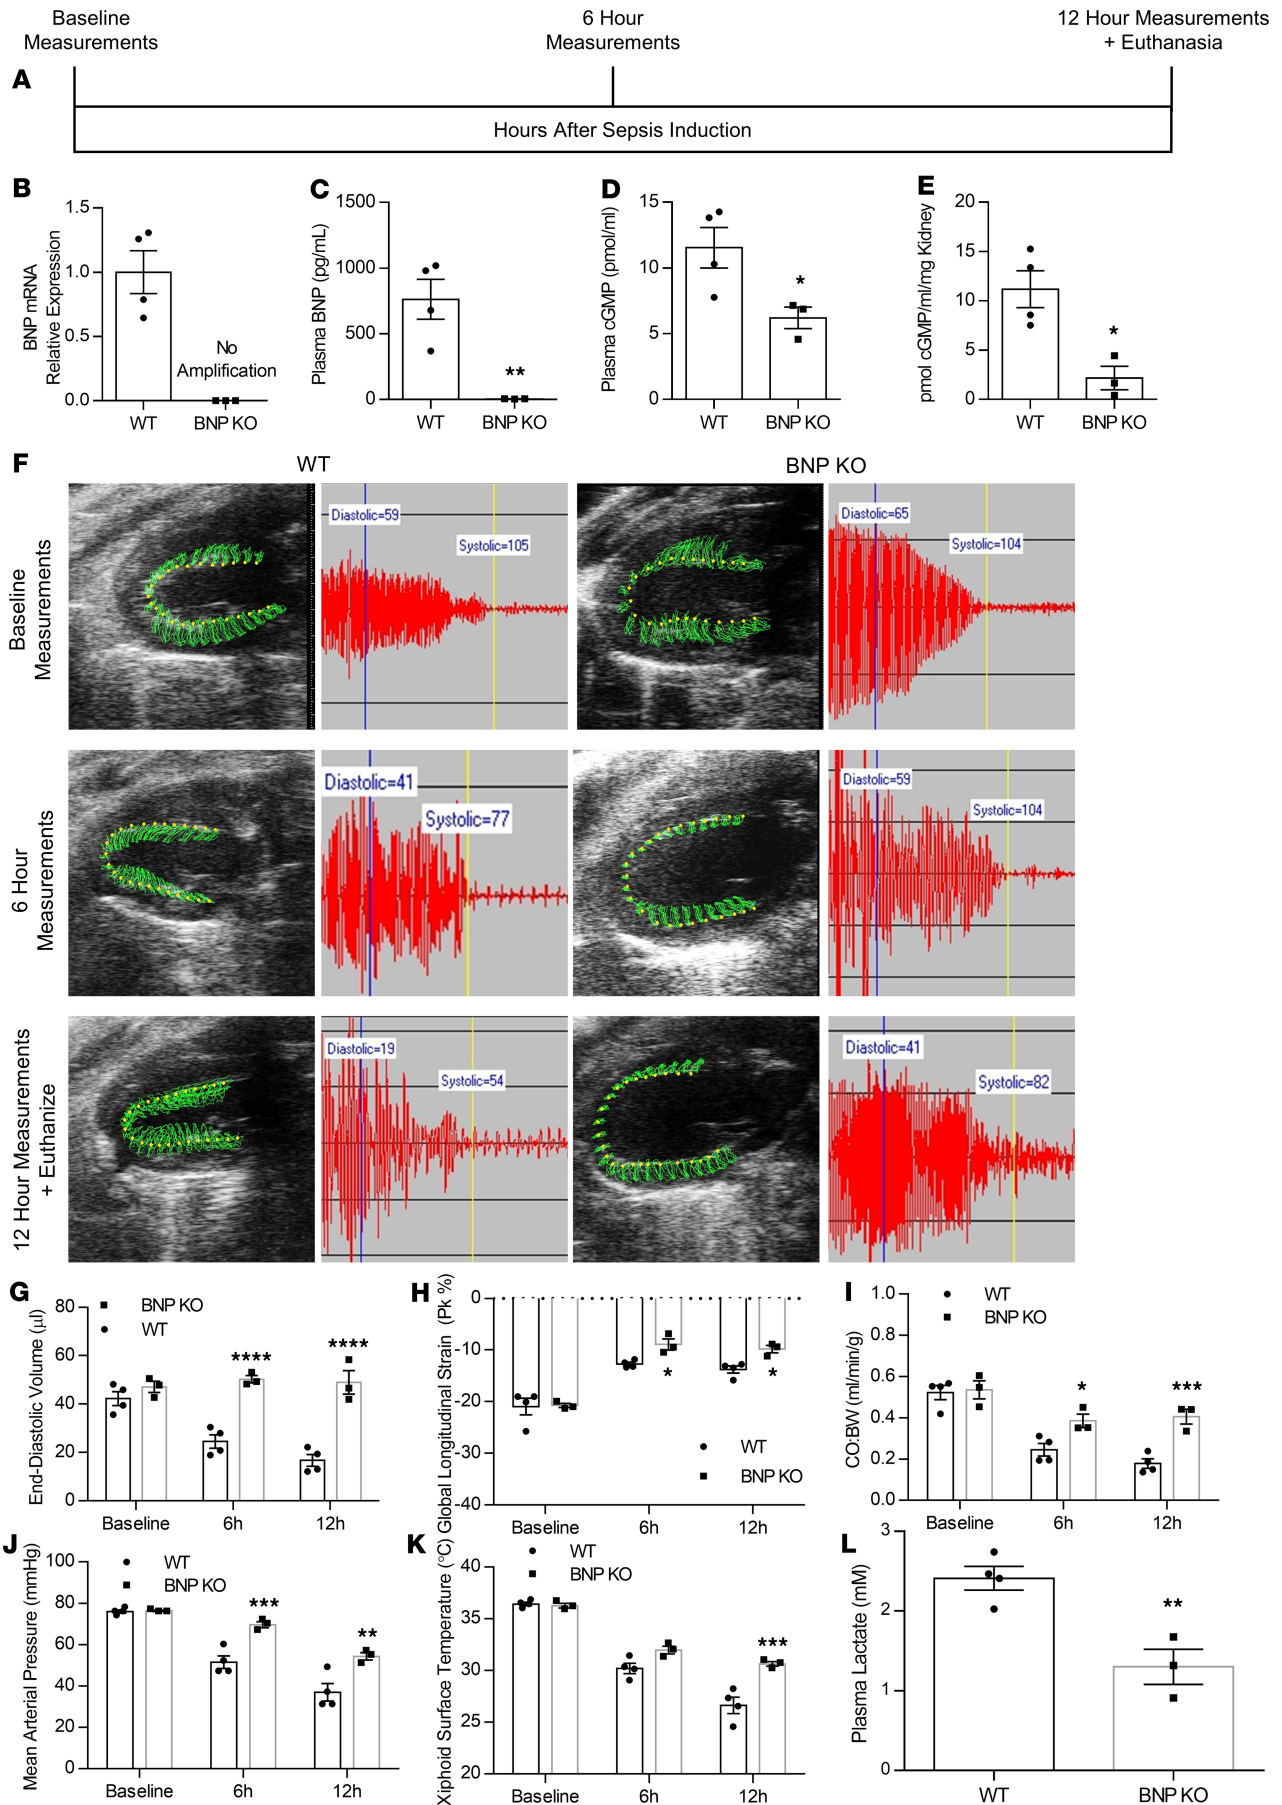 Baseline
Measurements
6 Hour
Measurements
12 Hour Measurements
+ Euthanasia
A
Hours After Sepsis Induction
B
BNP mRNA
Relative Expression
1.5
1.0
0.5
0.0
No
Amplification
WT
BNP KO
C
Plasma BNP (pg/mL)
1500
1000
500
0
**
WT
BNP KO
D
Plasma cGMP (pmol/ml)
15
10
5
0
*
WT
BNP KO
E
pmol cGMP/ml/mg Kidney
20
15
10
5
0
*
WT
BNP KO
F
WT
BNP KO
Baseline
Measurements
Diastolic=59
Systolic=105
Diastolic=65
Systolic=104
6 Hour
Measurements
Diastolic=41
Systolic=77
Diastolic=59
Systolic=104
12 Hour Measurements
+ Euthanize
Diastolic=19
Systolic=54
Diastolic=41
Systolic=82
G
End-Diastolic Volume (µl)
80
60
40
20
0
BNP KO
WT
****
****
Baseline
6h
12h
H
Global Longitudinal Strain (Pk %)
0
-10
-20
-30
-40
*
*
WT
BNP KO
Baseline
6h
12h
I
CO:BW (ml/min/g)
1.0
0.8
0.6
0.4
0.2
0.0
WT
BNP KO
*
***
Baseline
6h
12h
J
Mean Arterial Pressure (mmHg)
100
80
60
40
20
0
WT
BNP KO
***
**
Baseline
6h
12h
K
Xiphoid Surface Temperature (°C)
40
35
30
25
20
WT
BNP KO
***
Baseline
6h
12h
L
Plasma Lactate (mM)
3
2
1
0
**
WT
BNP KO